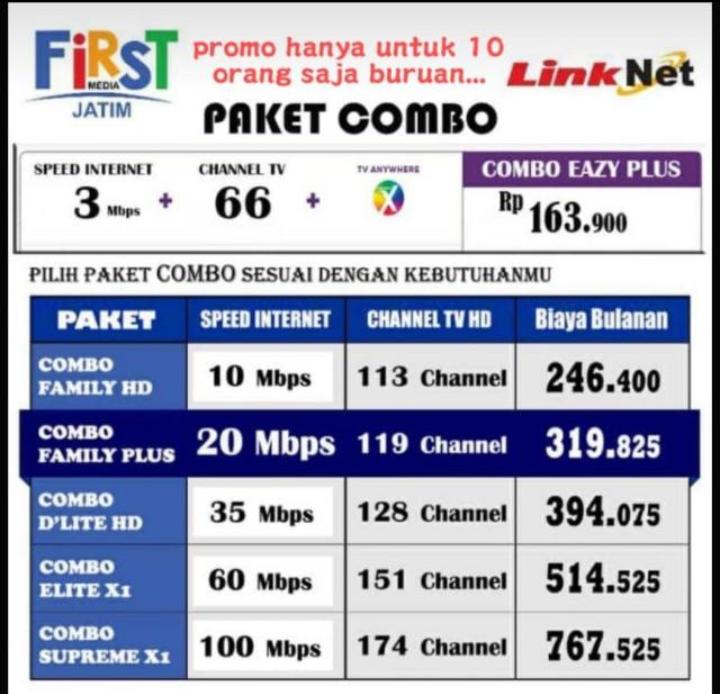 FiRST
MEDIA
JATIM
promo hanya untuk 10
orang saja buruan...
Link Net
PAKET COMBO
SPEED INTERNET CHANNEL TV TV ANYWHERE COMBO EAZY PLUS
3 Mbps + 66 + X Rp 163.900
PILIH PAKET COMBO SESUAI DENGAN KEBUTUHANMU
PAKET SPEED INTERNET CHANNEL TV HD Biaya Bulanan
COMBO
FAMILY HD 10 Mbps 113 Channel 246.400
COMBO
FAMILY PLUS 20 Mbps 119 Channel 319.825
COMBO
D'LITE HD 35 Mbps 128 Channel 394.075
COMBO
ELITE X1 60 Mbps 151 Channel 514.525
COMBO
SUPREME X1 100 Mbps 174 Channel 767.525